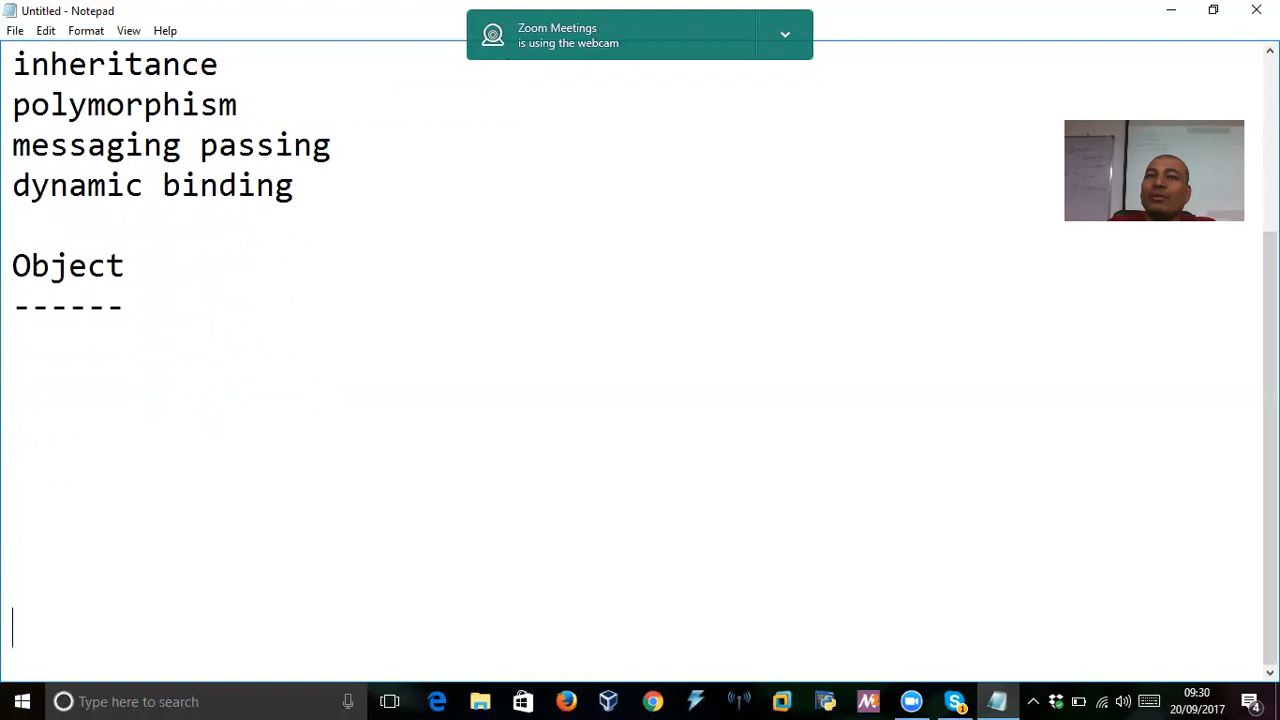 Untitled - Notepad
File Edit Format View Help
Zoom Meetings
is using the webcam
inheritance
polymorphism
messaging passing
dynamic binding
Object
------
Type here to search
09:30
20/09/2017
4